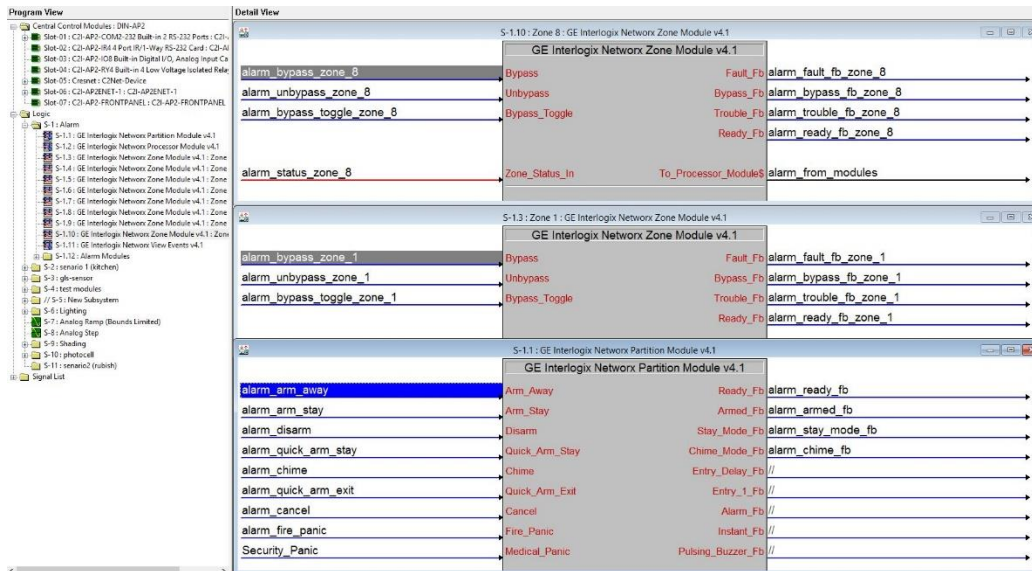 Program View
Central Control Modules : DIN-AP2
Slot-01 : C2I-AP2-COM2-232 Built-in 2 RS-232 Ports : C2I-
Slot-02 : C2I-AP2-IR4 4 Port IR/1-Way RS-232 Card : C2I-AI
Slot-03 : C2I-AP2-IO8 Built-in Digital I/O, Analog Input Ca
Slot-04 : C2I-AP2-RY4 Built-in 4 Low Voltage Isolated Rela
Slot-05 : Cresnet : C2Net-Device
Slot-06 : C2I-AP2ENET-1 : C2I-AP2ENET-1
Slot-07 : C2I-AP2-FRONTPANEL : C2I-AP2-FRONTPANEL
Logic
S-1 : Alarm
S-1.1 : GE Interlogix Networx Partition Module v4.1
S-1.2 : GE Interlogix Networx Processor Module v4.1
S-1.3 : GE Interlogix Networx Zone Module v4.1 : Zone
S-1.4 : GE Interlogix Networx Zone Module v4.1 : Zone
S-1.5 : GE Interlogix Networx Zone Module v4.1 : Zone
S-1.6 : GE Interlogix Networx Zone Module v4.1 : Zone
S-1.7 : GE Interlogix Networx Zone Module v4.1 : Zone
S-1.8 : GE Interlogix Networx Zone Module v4.1 : Zone
S-1.9 : GE Interlogix Networx Zone Module v4.1 : Zone
S-1.10 : GE Interlogix Networx Zone Module v4.1 : Zone
S-1.11 : GE Interlogix Networx View Events v4.1
S-1.12 : Alarm Modules
S-2 : senario 1 (kitchen)
S-3 : gls-sensor
S-4 : test modules
// S-5 : New Subsystem
S-6 : Lighting
S-7 : Analog Ramp (Bounds Limited)
S-8 : Analog Step
S-9 : Shading
S-10 : photocell
S-11 : senario2 (rubish)
Signal List
Detail View
S-1.10 : Zone 8 : GE Interlogix Networx Zone Module v4.1
GE Interlogix Networx Zone Module v4.1
alarm_bypass_zone_8 Bypass Fault_Fb alarm_fault_fb_zone_8
alarm_unbypass_zone_8 Unbypass Bypass_Fb alarm_bypass_fb_zone_8
alarm_bypass_toggle_zone_8 Bypass_Toggle Trouble_Fb alarm_trouble_fb_zone_8
Ready_Fb alarm_ready_fb_zone_8
alarm_status_zone_8 Zone_Status_In To_Processor_Module$ alarm_from_modules
S-1.3 : Zone 1 : GE Interlogix Networx Zone Module v4.1
GE Interlogix Networx Zone Module v4.1
alarm_bypass_zone_1 Bypass Fault_Fb alarm_fault_fb_zone_1
alarm_unbypass_zone_1 Unbypass Bypass_Fb alarm_bypass_fb_zone_1
alarm_bypass_toggle_zone_1 Bypass_Toggle Trouble_Fb alarm_trouble_fb_zone_1
Ready_Fb alarm_ready_fb_zone_1
S-1.1 : GE Interlogix Networx Partition Module v4.1
GE Interlogix Networx Partition Module v4.1
alarm_arm_away Arm_Away Ready_Fb alarm_ready_fb
alarm_arm_stay Arm_Stay Armed_Fb alarm_armed_fb
alarm_disarm Disarm Stay_Mode_Fb alarm_stay_mode_fb
alarm_quick_arm_stay Quick_Arm_Stay Chime_Mode_Fb alarm_chime_fb
alarm_chime Chime Entry_Delay_Fb //
alarm_quick_arm_exit Quick_Arm_Exit Entry_1_Fb //
alarm_cancel Cancel Alarm_Fb //
alarm_fire_panic Fire_Panic Instant_Fb //
Security_Panic Medical_Panic Pulsing_Buzzer_Fb //